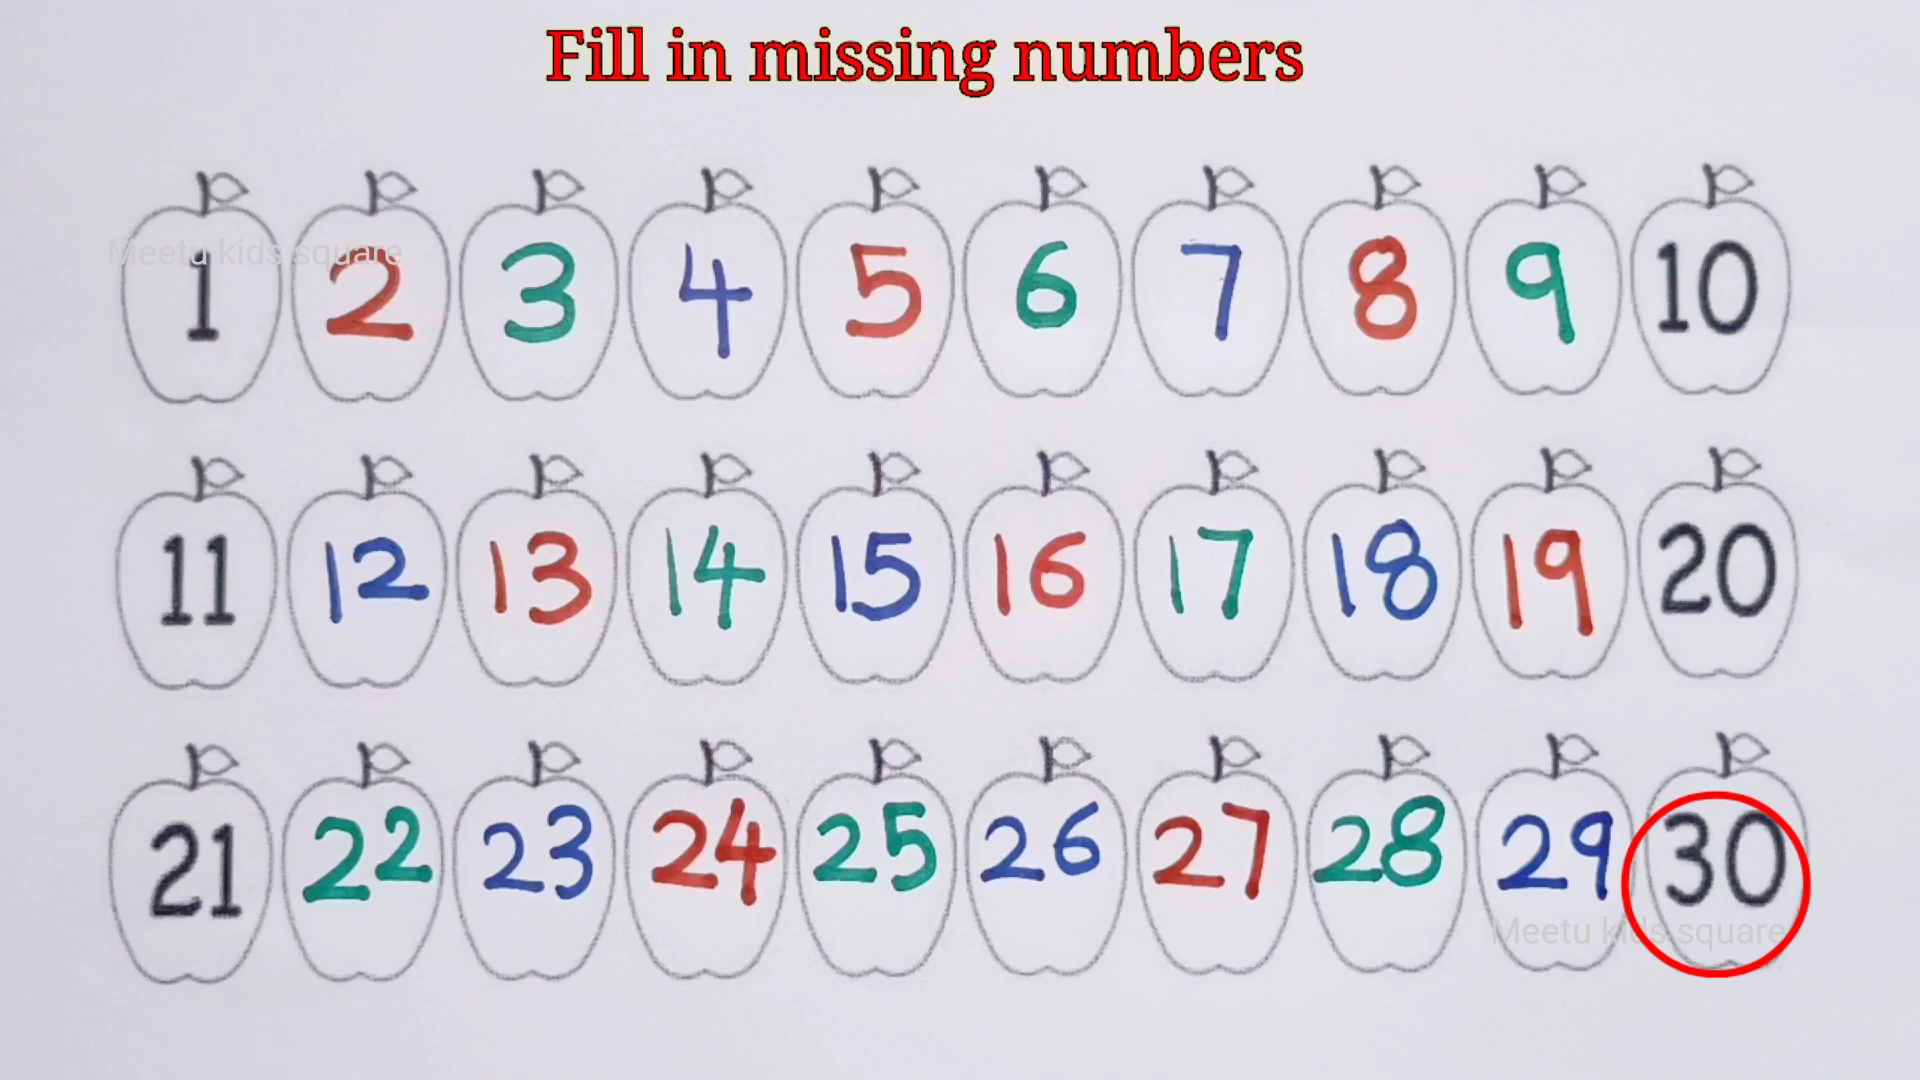 Fill in missing numbers
Meetu kids square
1 2 3 4 5 6 7 8 9 10
11 12 13 14 15 16 17 18 19 20
21 22 23 24 25 26 27 28 29 30
Meetu kids square